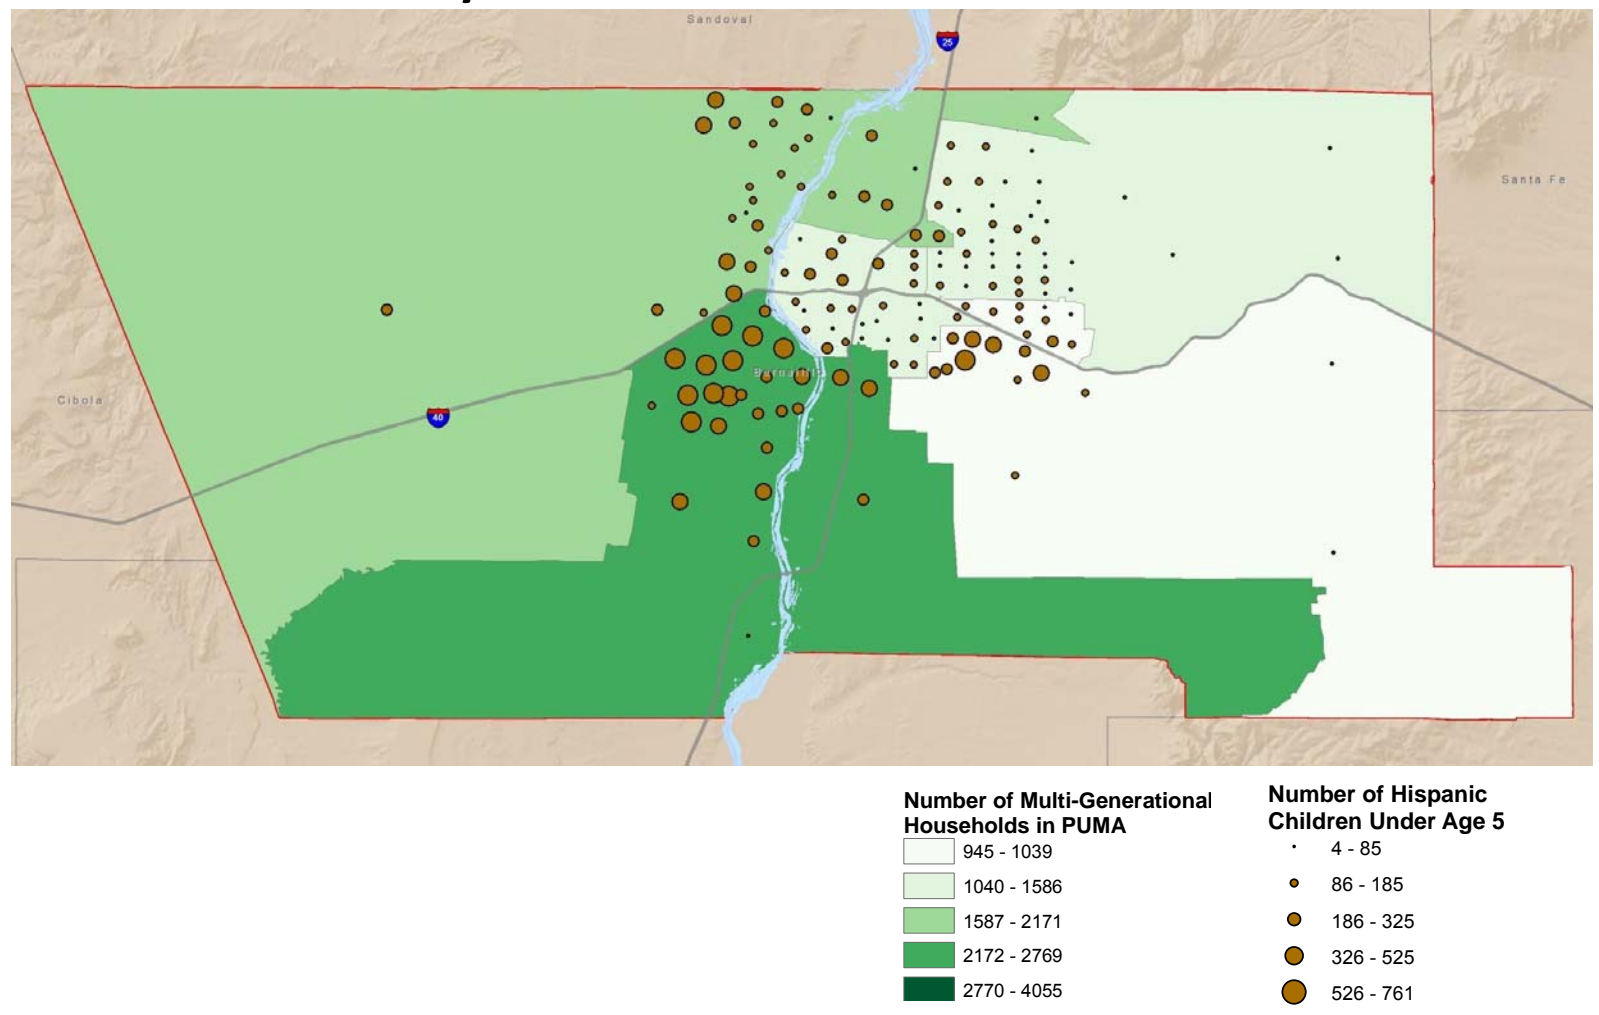 Sandoval
25
Santa Fe
Cibola
40
Number of Multi-Generational
Households in PUMA
945 - 1039
1040 - 1586
1587 - 2171
2172 - 2769
2770 - 4055
Number of Hispanic
Children Under Age 5
4 - 85
86 - 185
186 - 325
326 - 525
526 - 761